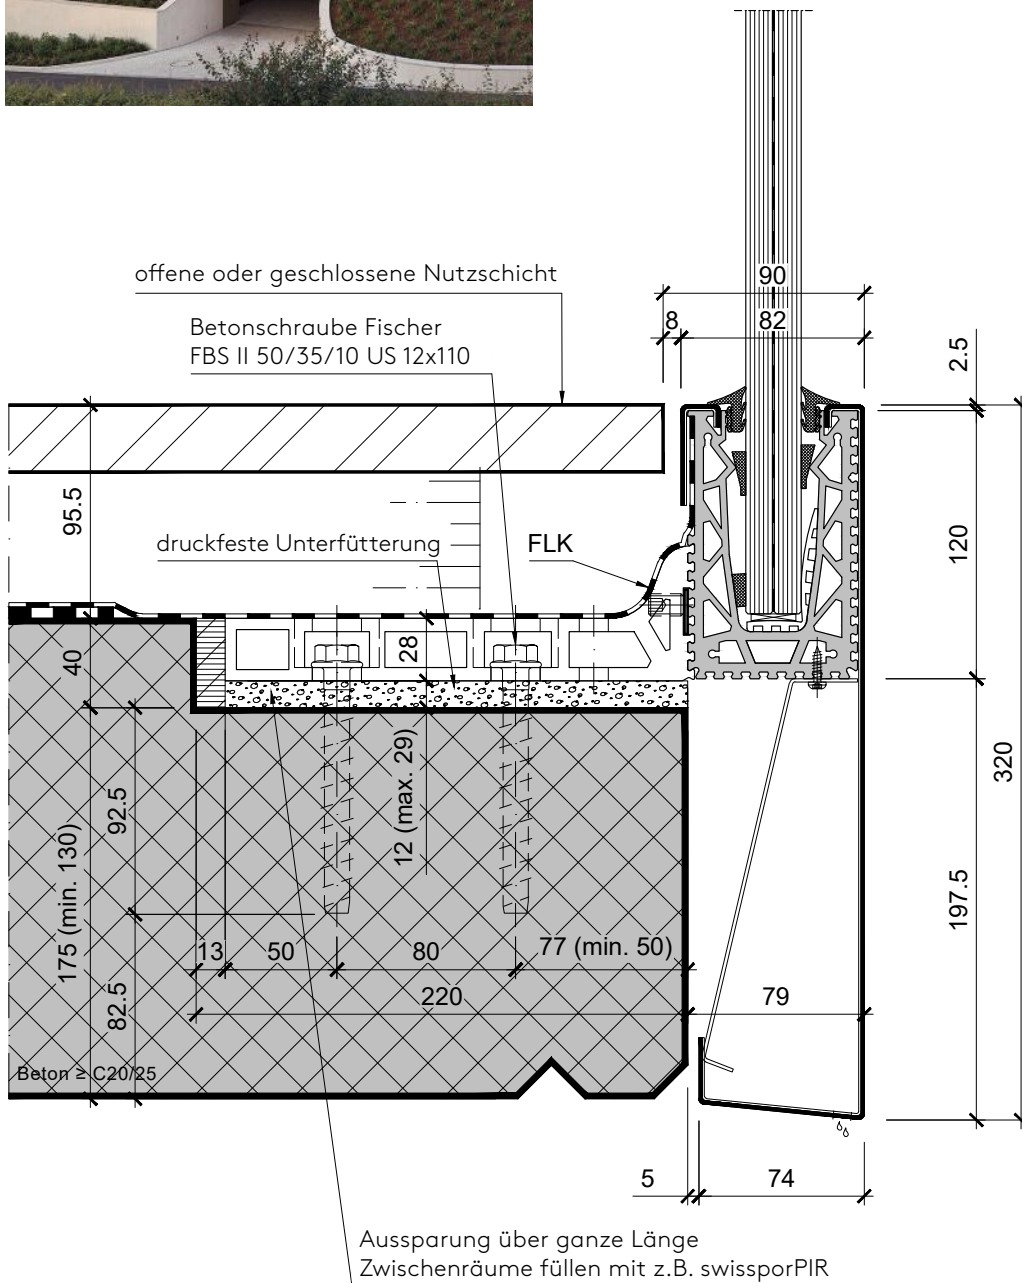 offene oder geschlossene Nutzschicht
90
Betonschraube Fischer
FBS II 50/35/10 US 12x110
8
82
2.5
95.5
druckfeste Unterfütterung
FLK
120
40
28
320
92.5
12 (max. 29)
175 (min. 130)
197.5
13
50
80
77 (min. 50)
82.5
220
79
Beton ≥ C20/25
5
74
Aussparung über ganze Länge
Zwischenräume füllen mit z.B. swissporPIR